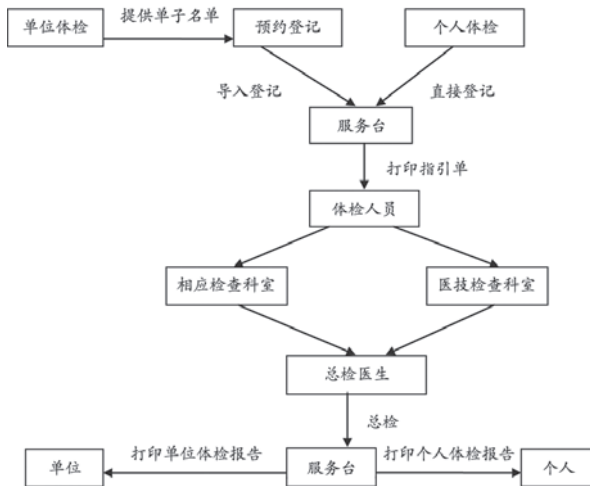 单位体检
提供单子名单
预约登记
个人体检
导入登记
直接登记
服务台
打印指引单
体检人员
相应检查科室
医技检查科室
总检医生
总检
单位
打印单位体检报告
服务台
打印个人体检报告
个人